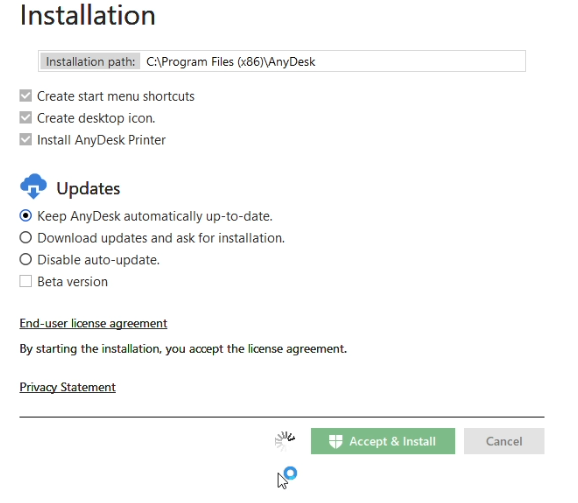 Installation
Installation path: C:\Program Files (x86)\AnyDesk
Create start menu shortcuts
Create desktop icon.
Install AnyDesk Printer
Updates
Keep AnyDesk automatically up-to-date.
Download updates and ask for installation.
Disable auto-update.
Beta version
End-user license agreement
By starting the installation, you accept the license agreement.
Privacy Statement
Accept & Install Cancel